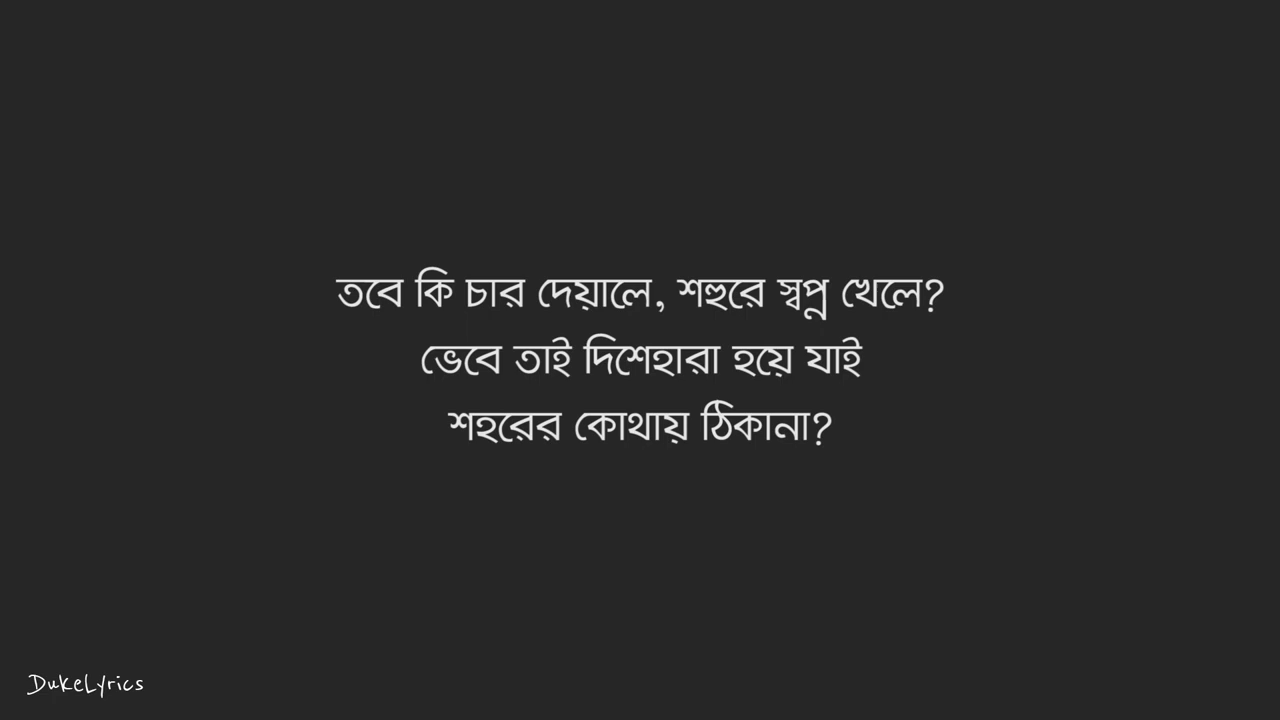 তবে কি চার দেয়ালে, শহুরে স্বপ্ন খেলে?
ভেবে তাই দিশেহারা হয়ে যাই
শহরের কোথায় ঠিকানা?
DukeLyrics